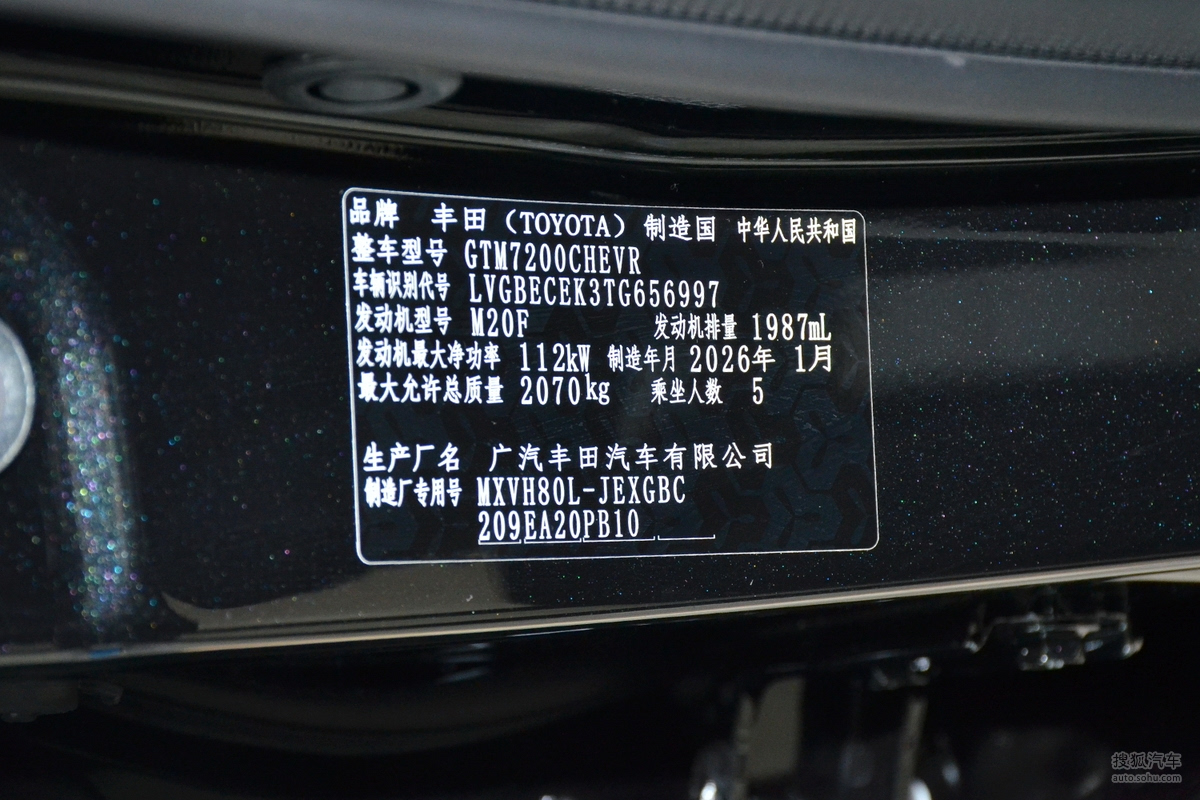 品牌 丰田（TOYOTA）制造国 中华人民共和国
整车型号 GTM7200CHEVR
车辆识别代号 LVGBECEK3TG656997
发动机型号 M20F 发动机排量 1987mL
发动机最大净功率 112kW 制造年月 2026年 1月
最大允许总质量 2070kg 乘坐人数 5
生产厂名 广汽丰田汽车有限公司
制造厂专用号 MXVH80L-JEXGBC
209EA20PB10
搜狐汽车
auto.sohu.com